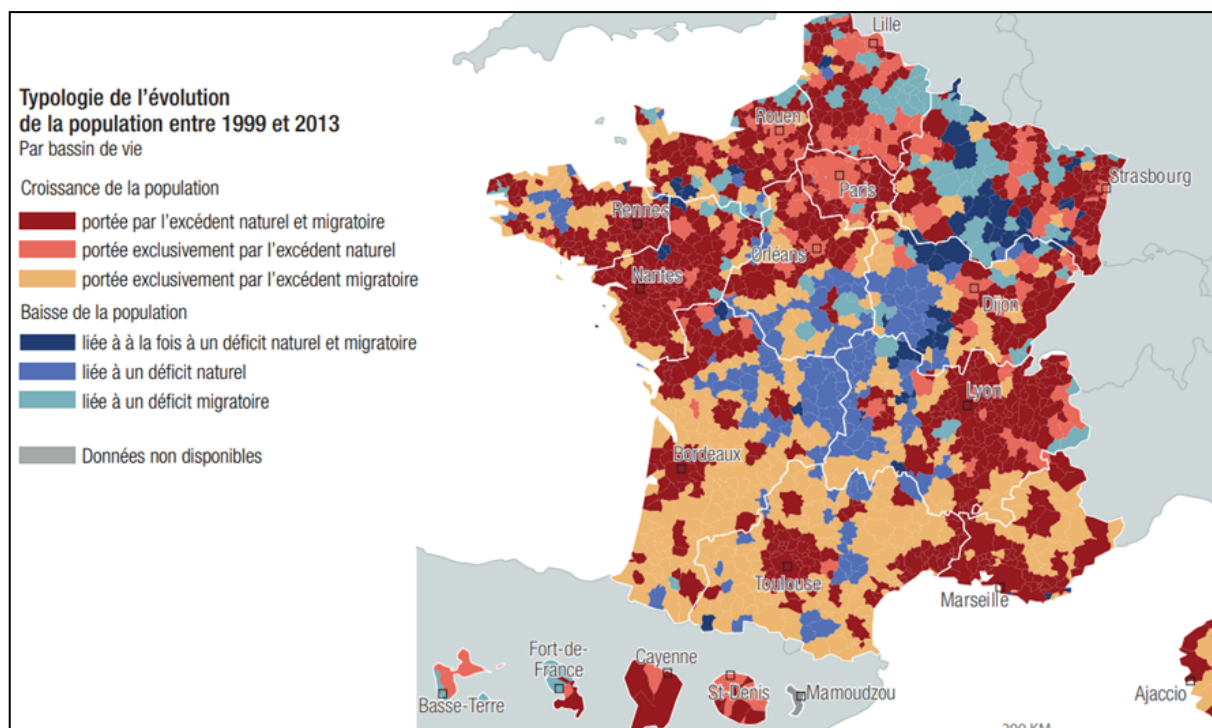 Typologie de l'évolution
de la population entre 1999 et 2013
Par bassin de vie
Croissance de la population
portée par l'excédent naturel et migratoire
portée exclusivement par l'excédent naturel
portée exclusivement par l'excédent migratoire
Baisse de la population
liée à à la fois à un déficit naturel et migratoire
liée à un déficit naturel
liée à un déficit migratoire
Données non disponibles
Lille
Rouen
Paris
Strasbourg
Rennes
Orléans
Nantes
Dijon
Lyon
Bordeaux
Toulouse
Marseille
Basse-Terre
Fort-de-
France
Cayenne
St-Denis
Mamoudzou
Ajaccio